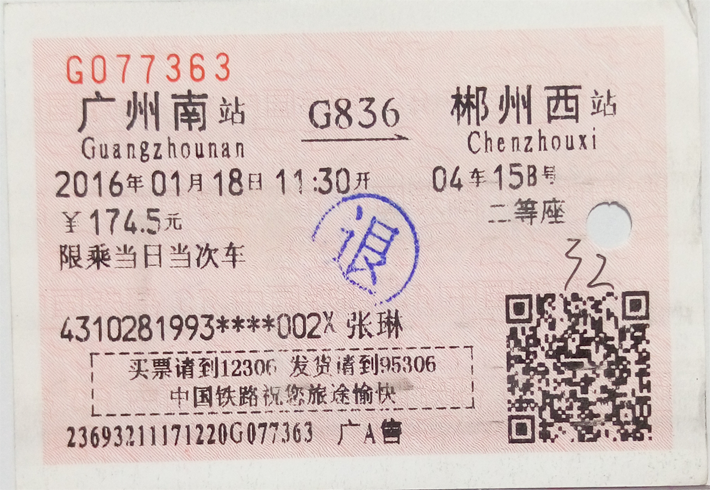 G077363
广州南站 G836 郴州西站
Guangzhounan Chenzhouxi
2016年01月18日 11:30开 04车15B号
￥174.5元 二等座
限乘当日当次车
退
32
4310281993****002X 张琳
买票请到12306 发货请到95306
中国铁路祝您旅途愉快
23693211171220G077363 广A售